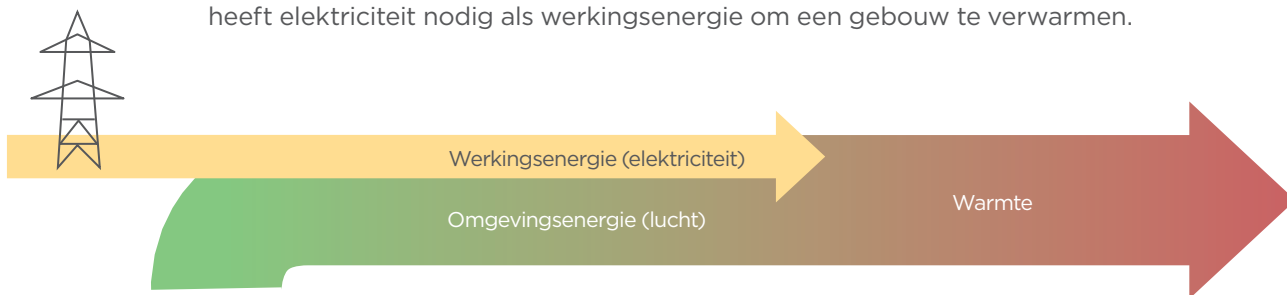 heeft elektriciteit nodig als werkingsenergie om een gebouw te verwarmen.
Werkingsenergie (elektriciteit)
Omgevingsenergie (lucht)
Warmte